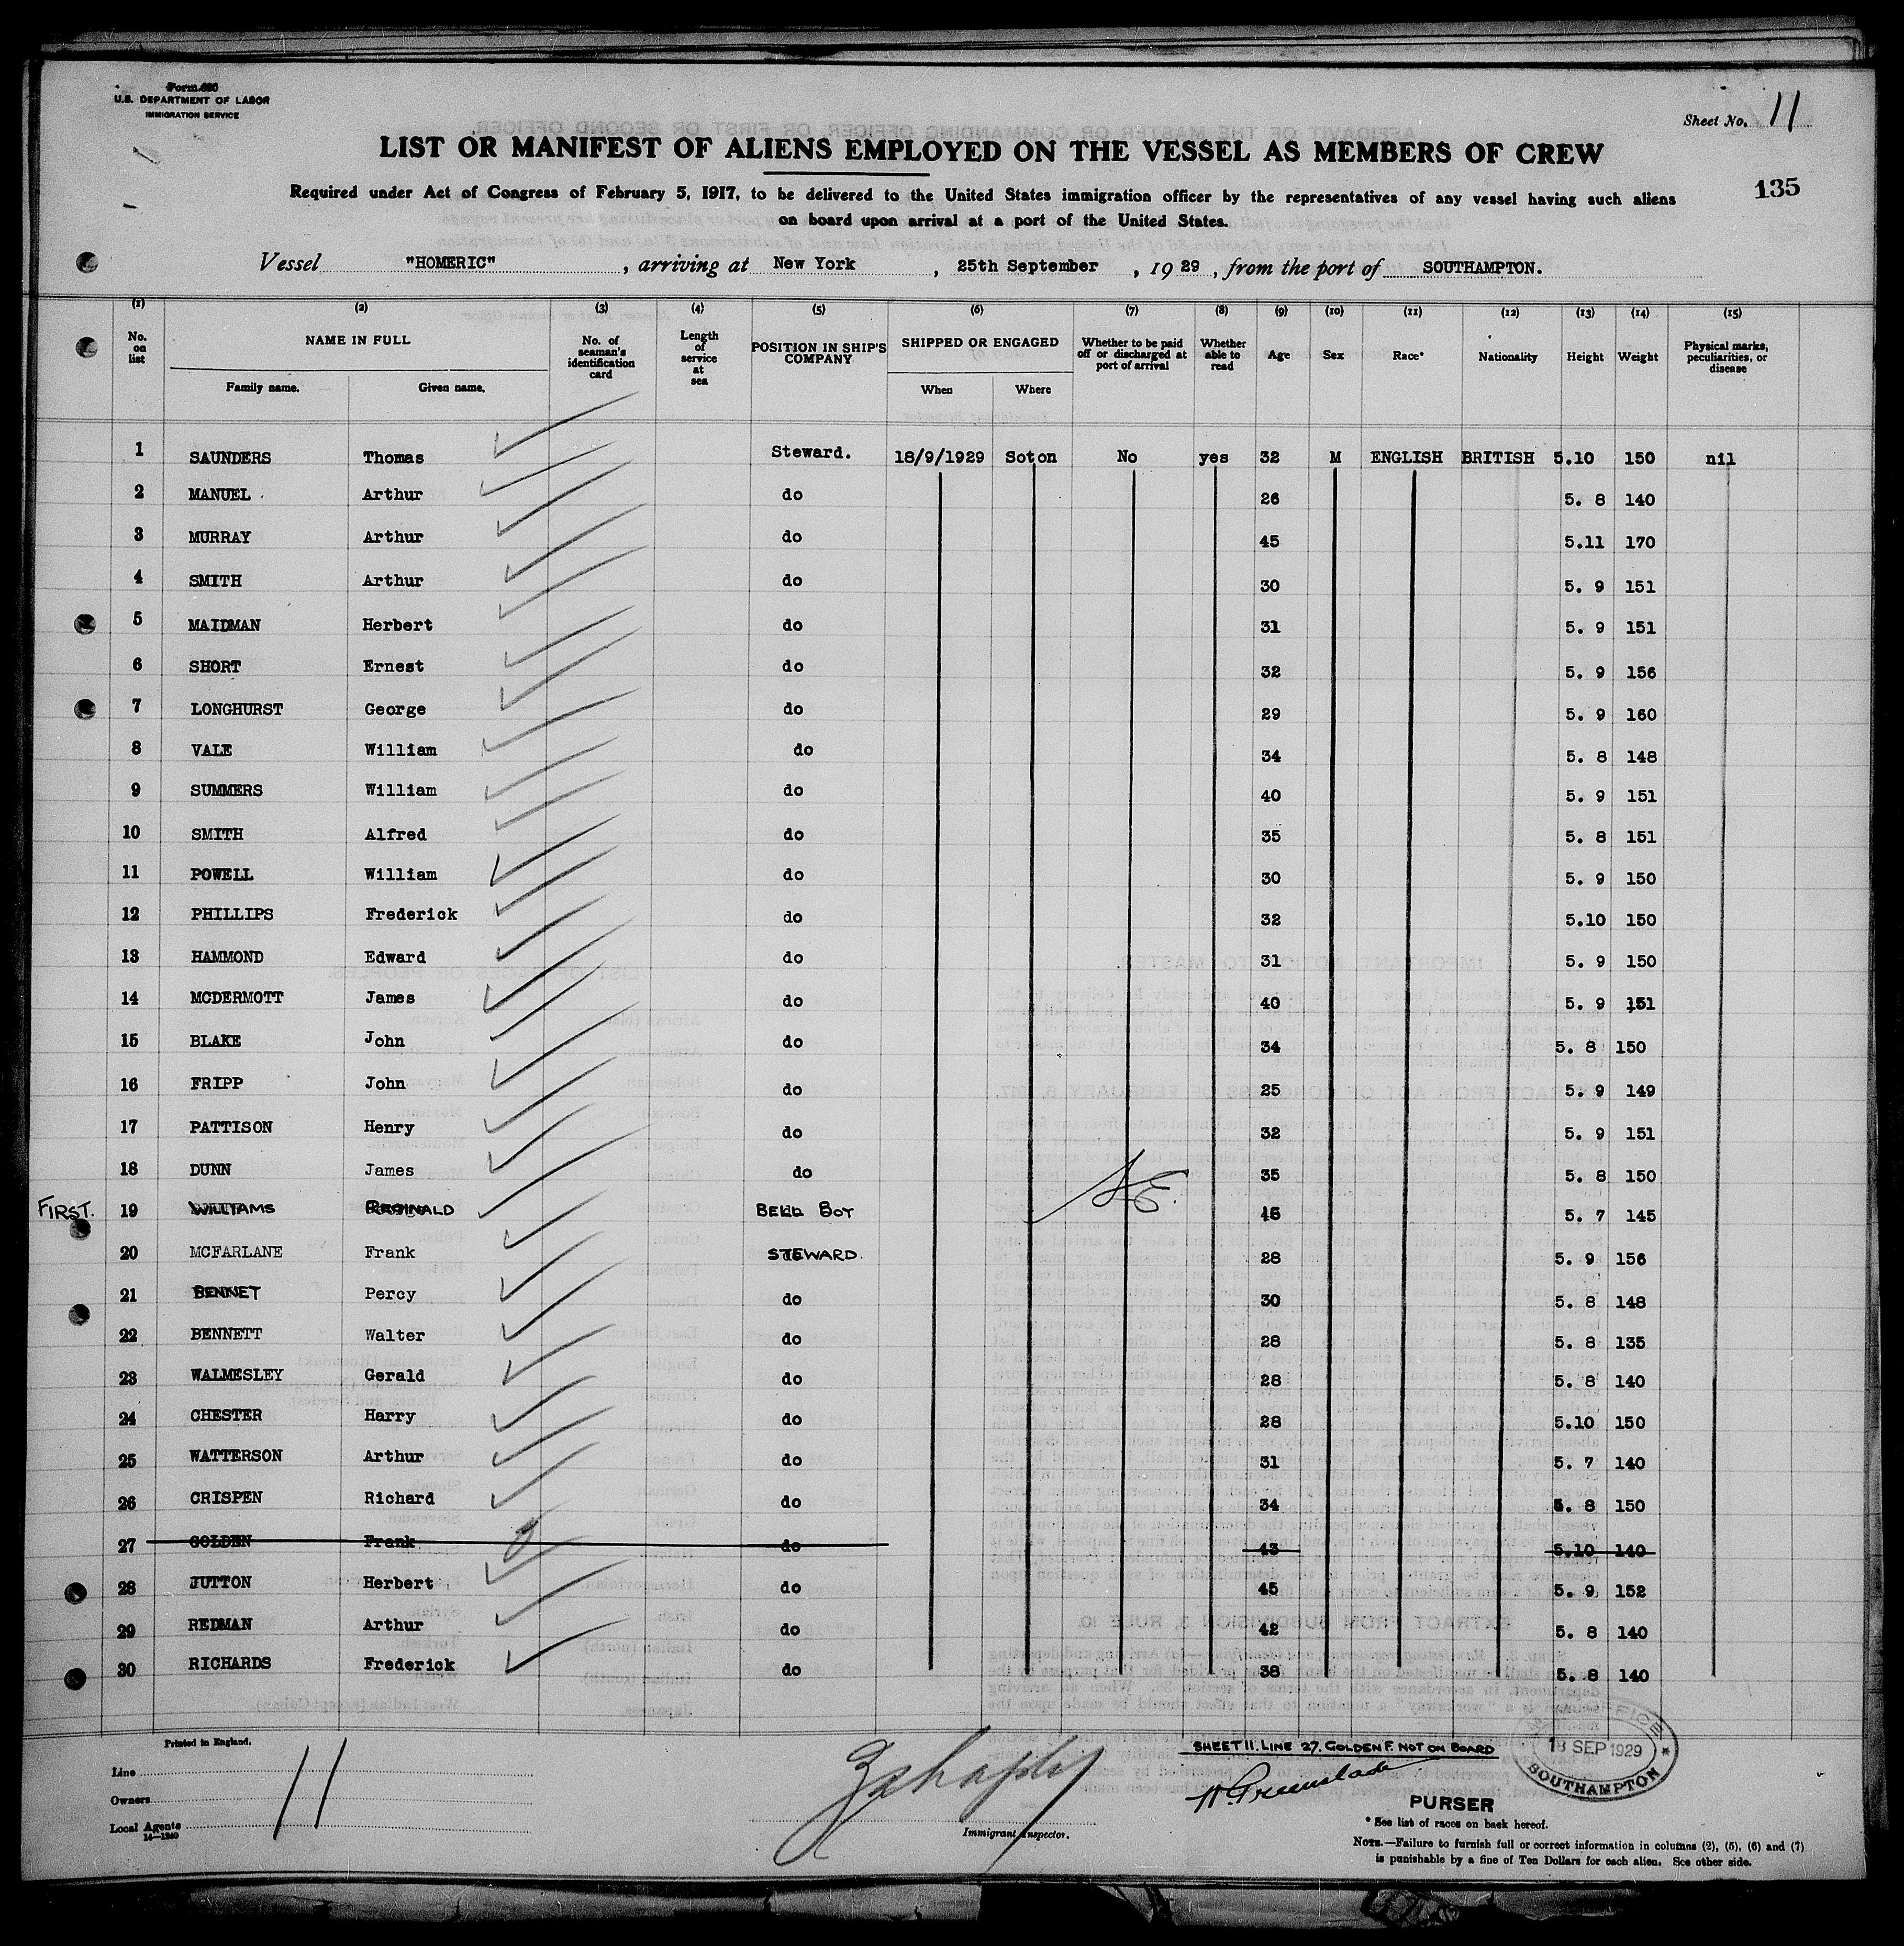 Form 680
U.S. DEPARTMENT OF LABOR
IMMIGRATION SERVICE
Sheet No. 11
LIST OR MANIFEST OF ALIENS EMPLOYED ON THE VESSEL AS MEMBERS OF CREW
135
Required under Act of Congress of February 5, 1917, to be delivered to the United States immigration officer by the representatives of any vessel having such aliens
on board upon arrival at a port of the United States.
Vessel "HOMERIC", arriving at New York, 25th September, 1929, from the port of SOUTHAMPTON.
(1) (2) (3) (4) (5) (6) (7) (8) (9) (10) (11) (12) (13) (14) (15)
No. on list NAME IN FULL Family name. Given name. No. of seaman's identification card Length of service at sea POSITION IN SHIP'S COMPANY SHIPPED OR ENGAGED When Where Whether to be paid off or discharged at port of arrival Whether able to read Age Sex Race* Nationality Height Weight Physical marks, peculiarities, or disease
1 SAUNDERS Thomas Steward. 18/9/1929 Soton No yes 32 M ENGLISH BRITISH 5.10 150 nil
2 MANUEL Arthur do 26 5. 8 140
3 MURRAY Arthur do 45 5.11 170
4 SMITH Arthur do 30 5. 9 151
5 MAIDMAN Herbert do 31 5. 9 151
6 SHORT Ernest do 32 5. 9 156
7 LONGHURST George do 29 5. 9 160
8 VALE William do 34 5. 8 148
9 SUMMERS William do 40 5. 9 151
10 SMITH Alfred do 35 5. 8 151
11 POWELL William do 30 5. 9 150
12 PHILLIPS Frederick do 32 5.10 150
13 HAMMOND Edward do 31 5. 9 150
14 MCDERMOTT James do 40 5. 9 151
15 BLAKE John do 34 5. 8 150
16 FRIPP John do 25 5. 9 149
17 PATTISON Henry do 32 5. 9 151
18 DUNN James do 35 5. 8 150
FIRST. 19 WILLIAMS REGINALD BELL BOY 16 5. 7 145
20 MCFARLANE Frank STEWARD. 28 5. 9 156
21 BENNET Percy do 30 5. 8 148
22 BENNETT Walter do 28 5. 8 135
23 WALMESLEY Gerald do 28 5. 8 140
24 CHESTER Harry do 28 5.10 150
25 WATTERSON Arthur do 31 5. 7 140
26 CRISPEN Richard do 34 5. 8 150
27 GOLDEN Frank do 43 5.10 140
28 JUTTON Herbert do 45 5. 9 152
29 REDMAN Arthur do 42 5. 8 140
30 RICHARDS Frederick do 38 5. 8 140
Printed in England.
SHEET 11. LINE 27. GOLDEN F. NOT ON BOARD
18 SEP 1929
SOUTHAMPTON
Line
Owners
Local Agents
14—1240
11
Immigrant Inspector.
PURSER
* See list of races on back hereof.
NOTE.—Failure to furnish full or correct information in columns (2), (5), (6) and (7)
is punishable by a fine of Ten Dollars for each alien. See other side.